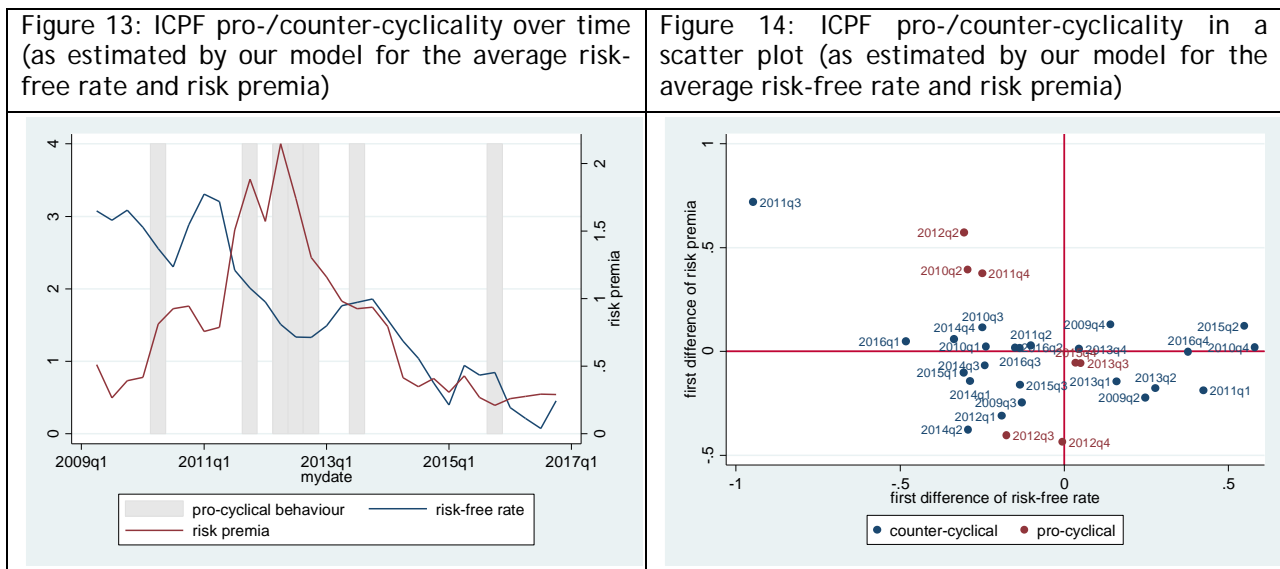 Figure 13: ICPF pro-/counter-cyclicality over time
(as estimated by our model for the average risk-
free rate and risk premia)
Figure 14: ICPF pro-/counter-cyclicality in a
scatter plot (as estimated by our model for the
average risk-free rate and risk premia)
4
3
2
1
0
2
1.5
1
.5
0
risk premia
2009q1
2011q1
2013q1
2015q1
2017q1
mydate
pro-cyclical behaviour
risk-free rate
risk premia
1
.5
0
-.5
first difference of risk premia
2011q3
2012q2
2010q2
2011q4
2010q3
2009q4
2015q2
2014q4
2011q2
2016q4
2016q1
2010q1
2016q2
2013q4
2010q4
2016q3
2015q4
2014q3
2013q3
2015q1
2013q1
2013q2
2014q1
2015q3
2009q3
2009q2
2011q1
2012q1
2014q2
2012q3
2012q4
-1
-.5
0
.5
first difference of risk-free rate
counter-cyclical
pro-cyclical